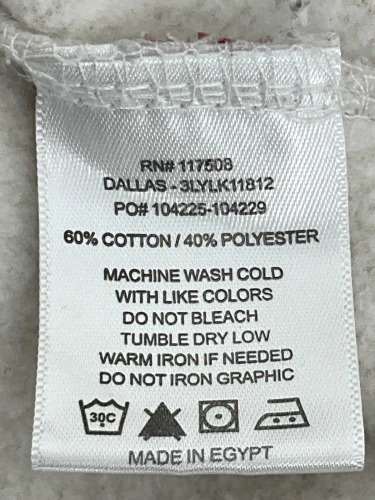 RN# 117508
DALLAS - 3LYLK11812
PO# 104225-104229
60% COTTON / 40% POLYESTER
MACHINE WASH COLD
WITH LIKE COLORS
DO NOT BLEACH
TUMBLE DRY LOW
WARM IRON IF NEEDED
DO NOT IRON GRAPHIC
30C
MADE IN EGYPT